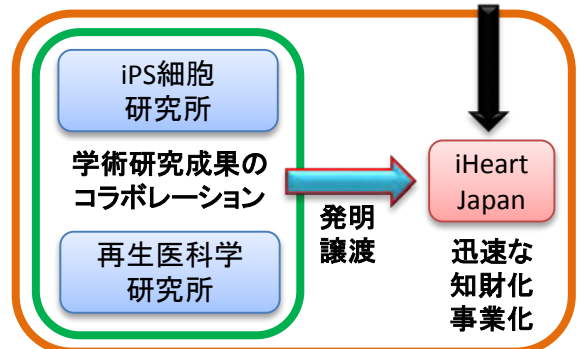 iPS細胞
研究所
学術研究成果の
コラボレーション
再生医科学
研究所
発明
譲渡
iHeart
Japan
迅速な
知財化
事業化